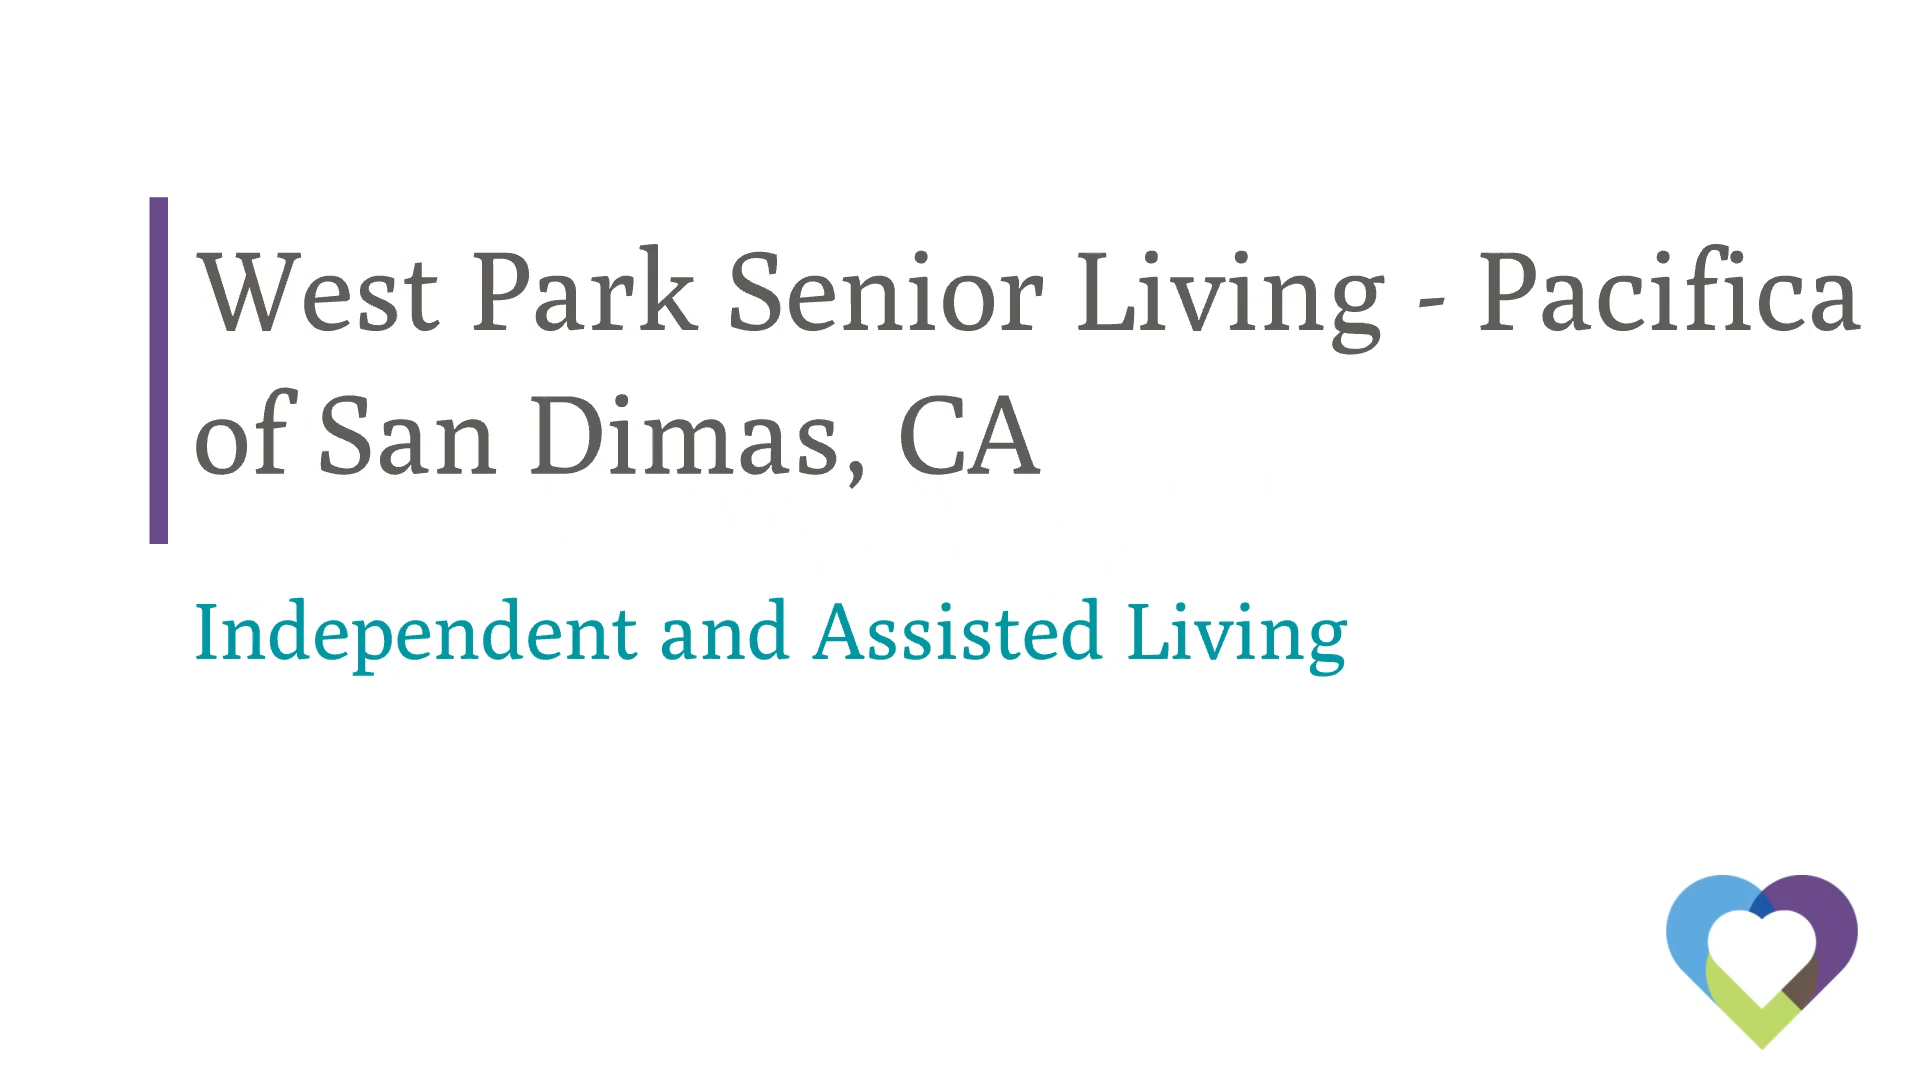 West Park Senior Living - Pacifica
of San Dimas, CA
Independent and Assisted Living